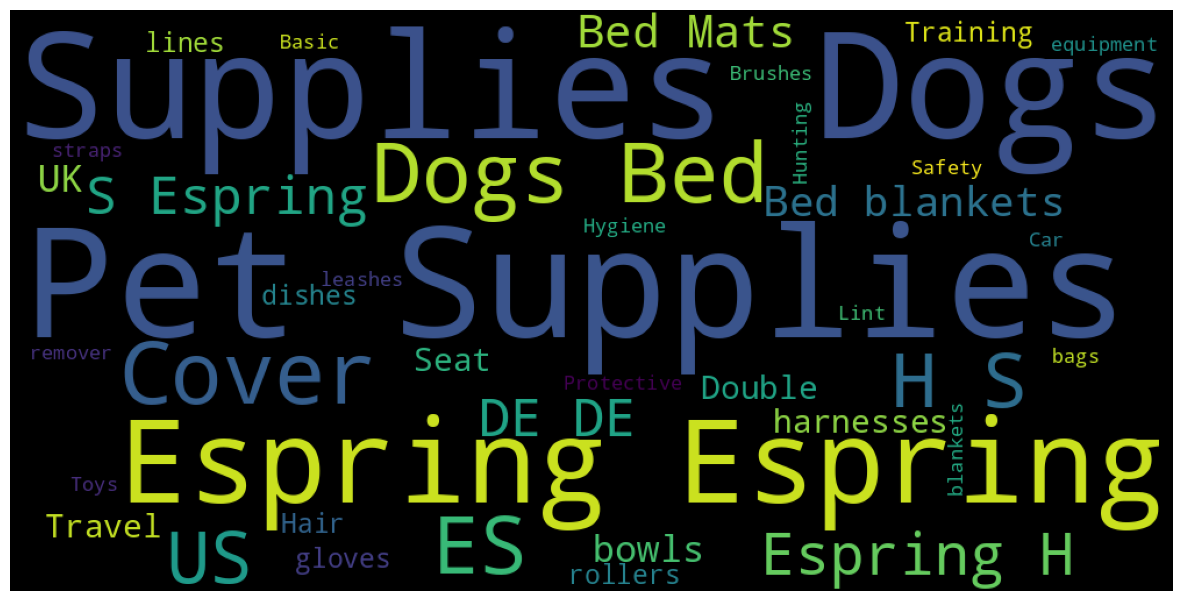 Supplies Dogs
lines
Basic
Bed Mats
Training
equipment
Brushes
Hunting
straps
UK
S Espring
Dogs Bed
Safety
Bed blankets
Hygiene
Car
Pet Supplies
leashes
dishes
Lint
remover
Cover
Seat
Protective
Double
H S
bags
DE DE
harnesses
blankets
Espring Espring
Toys
Travel
Hair
US
gloves
ES
bowls
rollers
Espring H